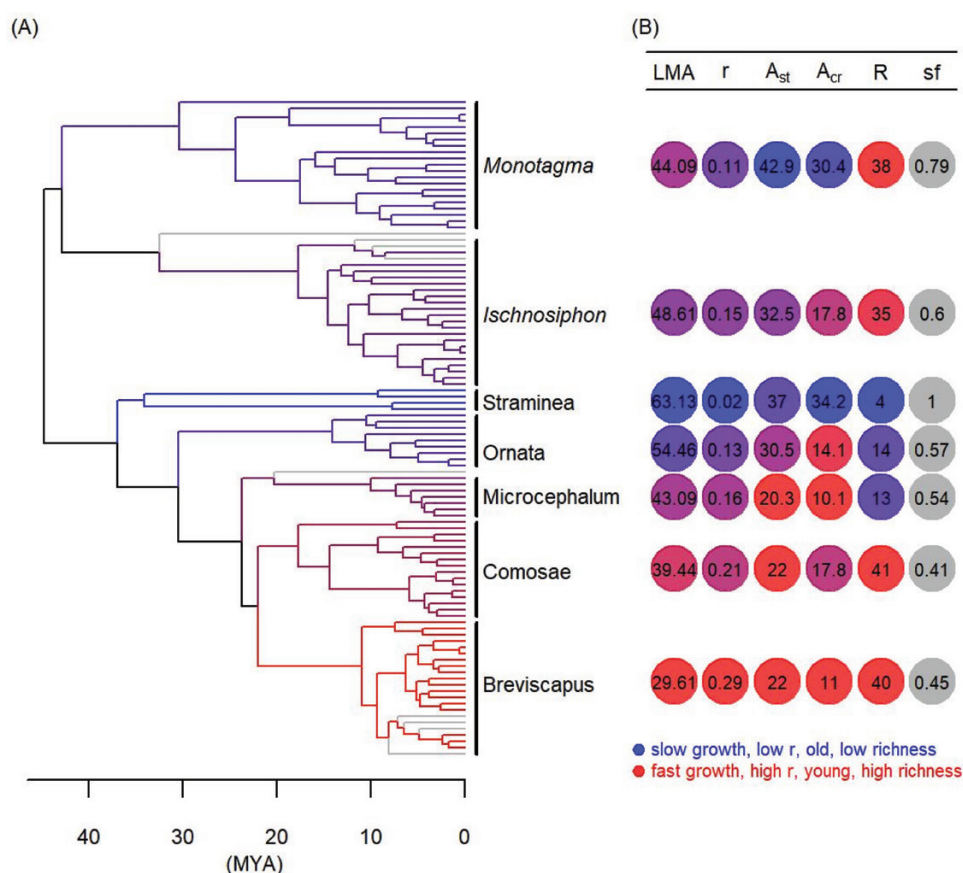 (A)
(B)
LMA r Ast Acr R sf
Monotagma 44.09 0.11 42.9 30.4 38 0.79
Ischnosiphon 48.61 0.15 32.5 17.8 35 0.6
Straminea 63.13 0.02 37 34.2 4 1
Ornata 54.46 0.13 30.5 14.1 14 0.57
Microcephalum 43.09 0.16 20.3 10.1 13 0.54
Comosae 39.44 0.21 22 17.8 41 0.41
Breviscapus 29.61 0.29 22 11 40 0.45
slow growth, low r, old, low richness
fast growth, high r, young, high richness
40 30 20 10 0
(MYA)